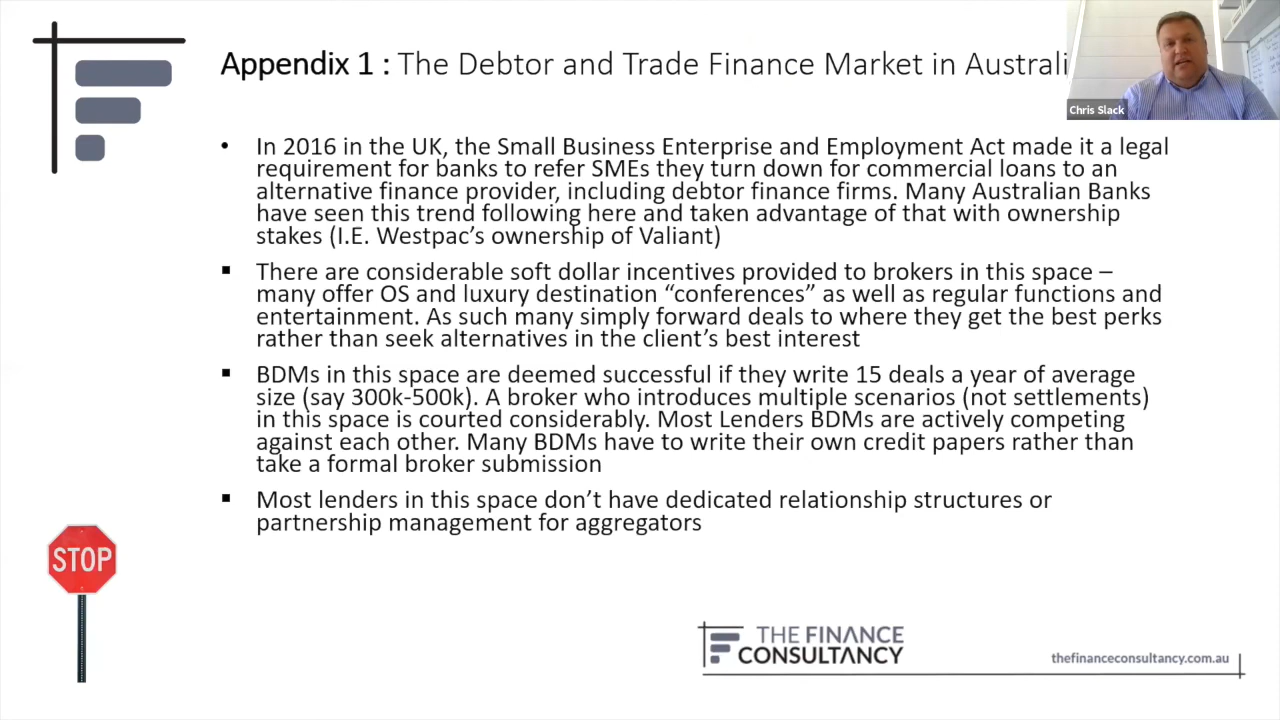 Appendix 1 : The Debtor and Trade Finance Market in Australi
Chris Slack
• In 2016 in the UK, the Small Business Enterprise and Employment Act made it a legal
requirement for banks to refer SMEs they turn down for commercial loans to an
alternative finance provider, including debtor finance firms. Many Australian Banks
have seen this trend following here and taken advantage of that with ownership
stakes (I.E. Westpac’s ownership of Valiant)
▪ There are considerable soft dollar incentives provided to brokers in this space –
many offer OS and luxury destination “conferences” as well as regular functions and
entertainment. As such many simply forward deals to where they get the best perks
rather than seek alternatives in the client’s best interest
▪ BDMs in this space are deemed successful if they write 15 deals a year of average
size (say 300k-500k). A broker who introduces multiple scenarios (not settlements)
in this space is courted considerably. Most Lenders BDMs are actively competing
against each other. Many BDMs have to write their own credit papers rather than
take a formal broker submission
▪ Most lenders in this space don’t have dedicated relationship structures or
partnership management for aggregators
STOP
THE FINANCE
CONSULTANCY
thefinanceconsultancy.com.au